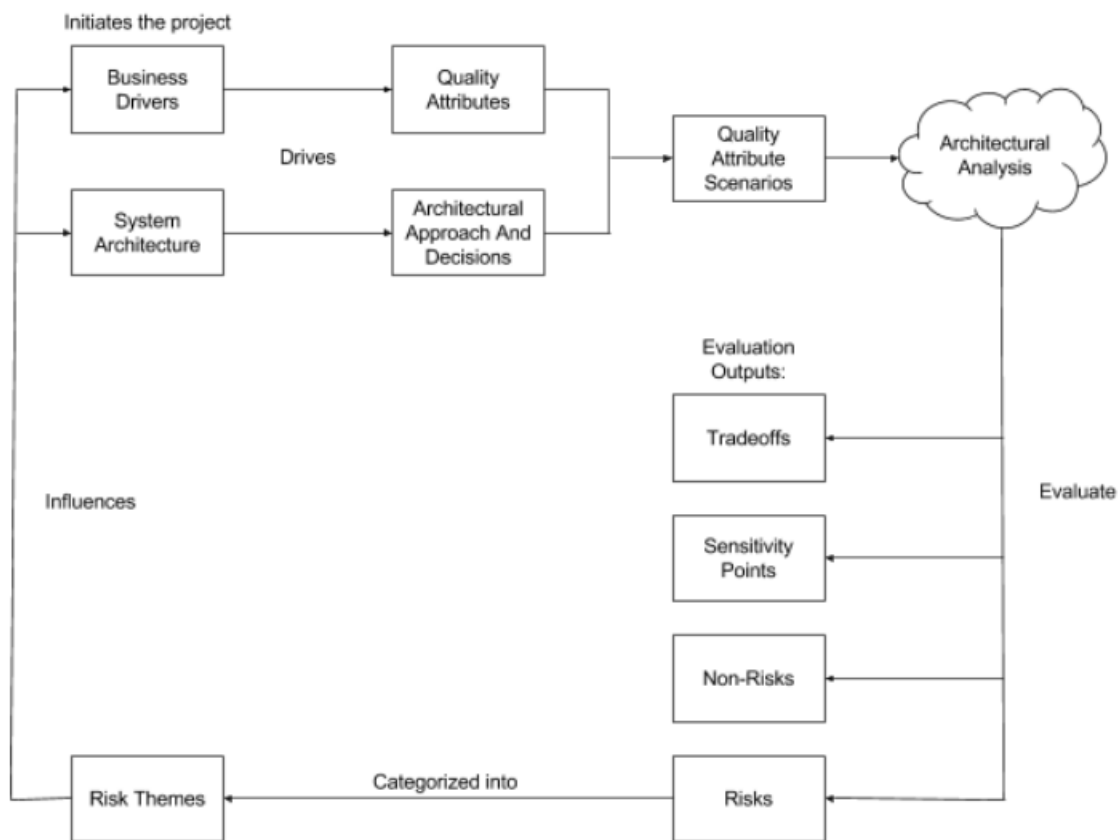 Initiates the project
Business
Drivers
Quality
Attributes
Drives
System
Architecture
Architectural
Approach And
Decisions
Quality
Attribute
Scenarios
Architectural
Analysis
Evaluation
Outputs:
Tradeoffs
Sensitivity
Points
Non-Risks
Risks
Evaluate
Categorized into
Risk Themes
Influences